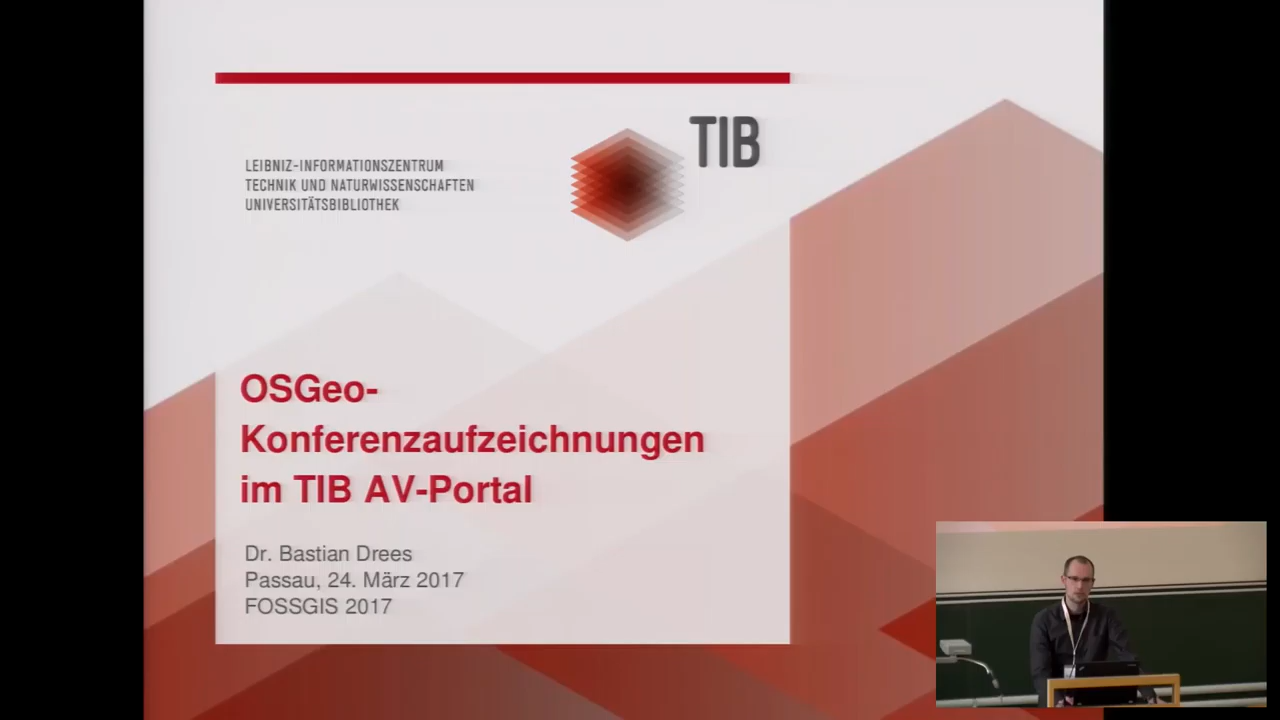 TIB
LEIBNIZ-INFORMATIONSZENTRUM
TECHNIK UND NATURWISSENSCHAFTEN
UNIVERSITÄTSBIBLIOTHEK
OSGeo-
Konferenzaufzeichnungen
im TIB AV-Portal
Dr. Bastian Drees
Passau, 24. März 2017
FOSSGIS 2017